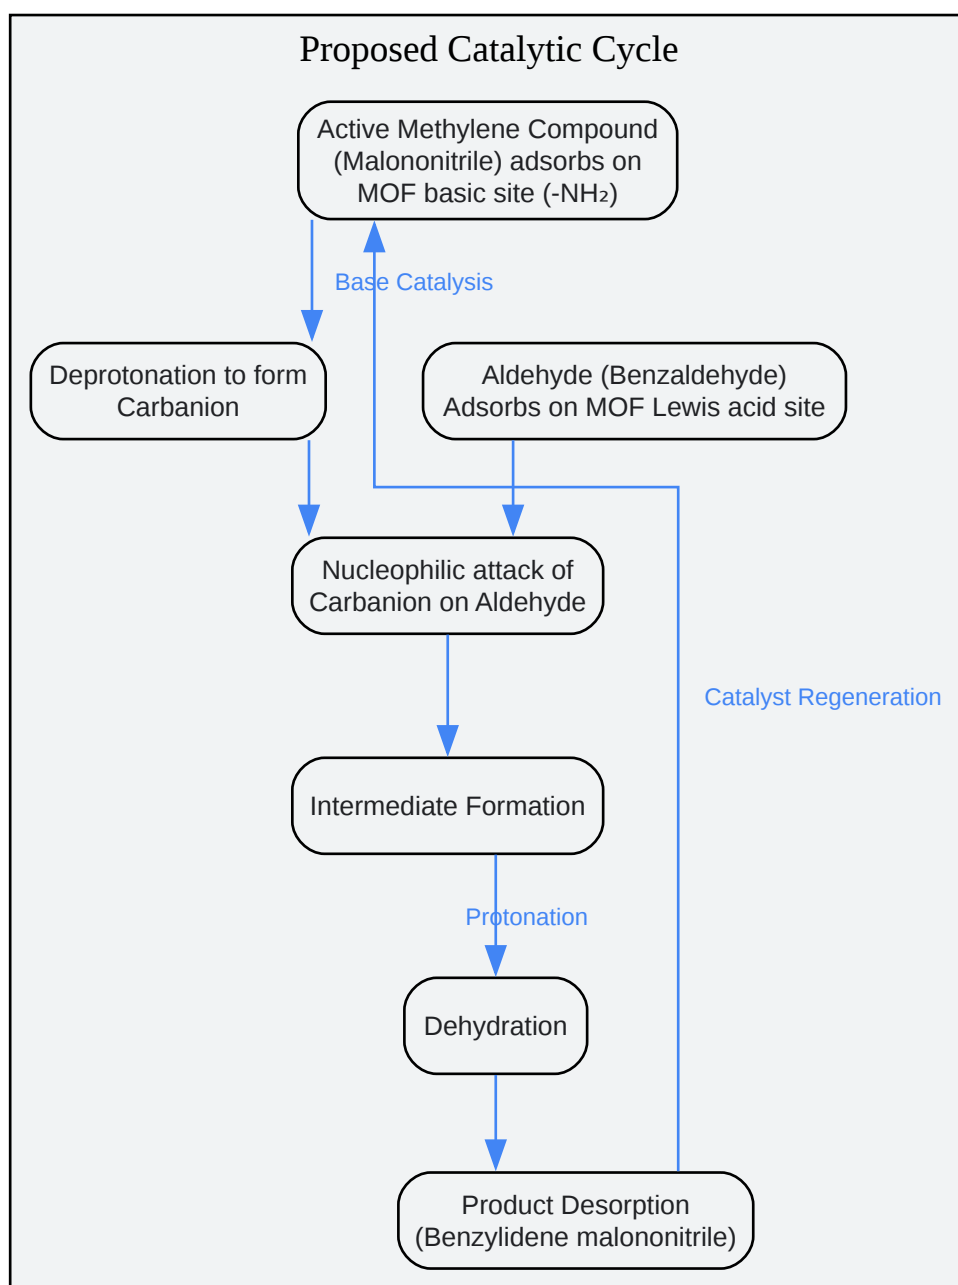 Proposed Catalytic Cycle
Active Methylene Compound
(Malononitrile) adsorbs on
MOF basic site (-NH₂)
Base Catalysis
Deprotonation to form
Carbanion
Aldehyde (Benzaldehyde)
Adsorbs on MOF Lewis acid site
Nucleophilic attack of
Carbanion on Aldehyde
Catalyst Regeneration
Intermediate Formation
Protonation
Dehydration
Product Desorption
(Benzylidene malononitrile)